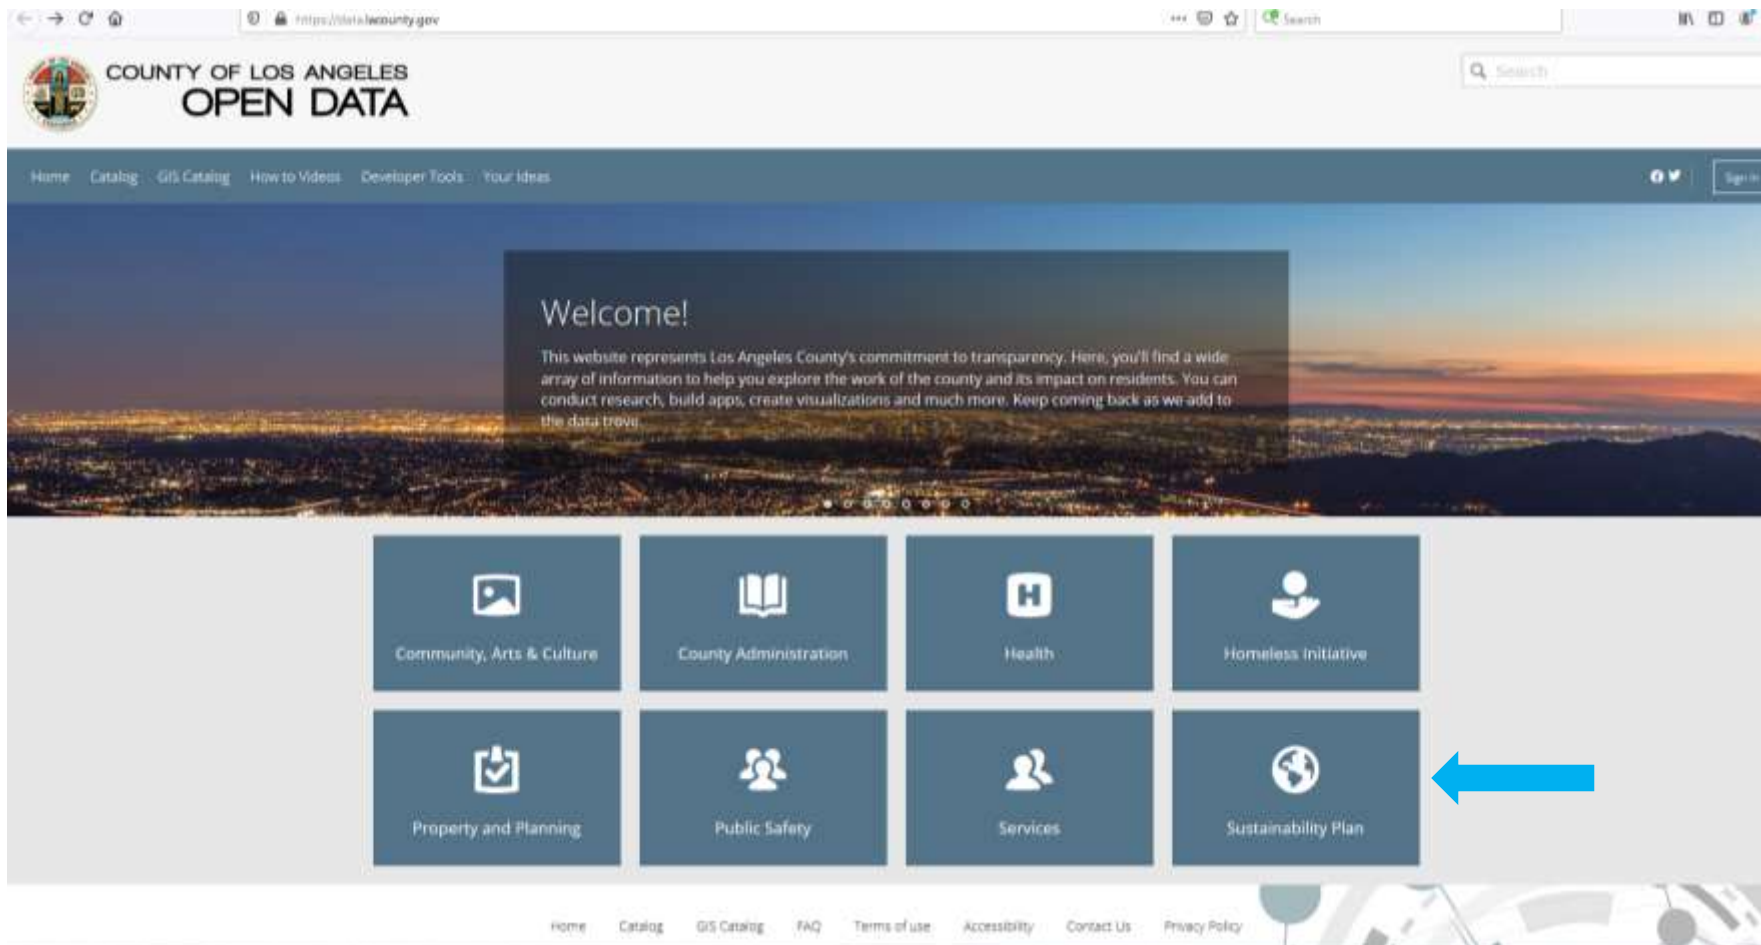 https://data.lacounty.gov
Search
COUNTY OF LOS ANGELES
OPEN DATA
Search
Home Catalog GIS Catalog How to Videos Developer Tools Your Ideas
Sign In
Welcome!
This website represents Los Angeles County's commitment to transparency. Here, you'll find a wide
array of information to help you explore the work of the county and its impact on residents. You can
conduct research, build apps, create visualizations and much more. Keep coming back as we add to
the data trove.
Community, Arts & Culture County Administration Health Homeless Initiative
Property and Planning Public Safety Services Sustainability Plan
Home Catalog GIS Catalog FAQ Terms of use Accessibility Contact Us Privacy Policy